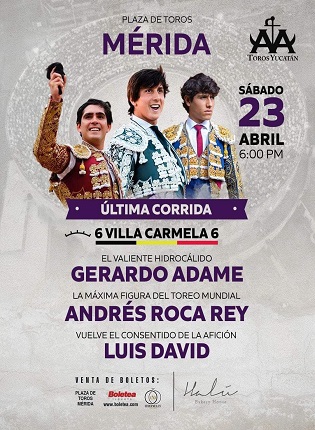 PLAZA DE TOROS
MÉRIDA
AA
TOROS YUCATÁN
SÁBADO
23
ABRIL
6:00 PM
ÚLTIMA CORRIDA
6 VILLA CARMELA 6
EL VALIENTE HIDROCÁLIDO
GERARDO ADAME
LA MÁXIMA FIGURA DEL TOREO MUNDIAL
ANDRÉS ROCA REY
VUELVE EL CONSENTIDO DE LA AFICIÓN
LUIS DAVID
VENTA DE BOLETOS:
PLAZA
DE TOROS
MÉRIDA
Boletea
www.boletea.com